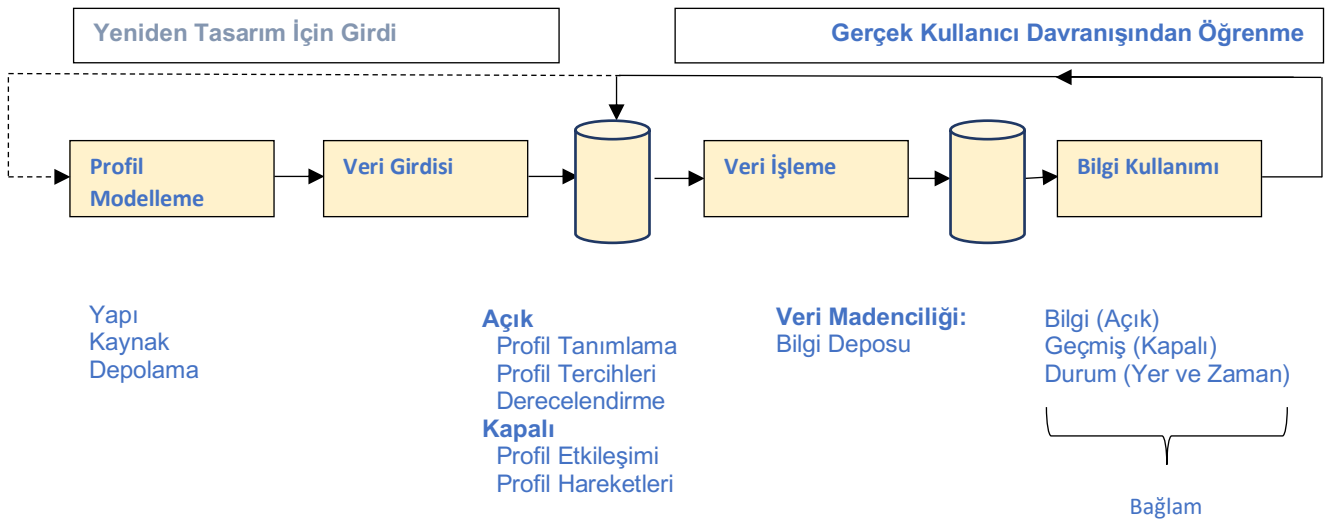 Yeniden Tasarım İçin Girdi
Gerçek Kullanıcı Davranışından Öğrenme
Profil
Modelleme
Veri Girdisi
Veri İşleme
Bilgi Kullanımı
Yapı
Kaynak
Depolama
Açık
Profil Tanımlama
Profil Tercihleri
Derecelendirme
Kapalı
Profil Etkileşimi
Profil Hareketleri
Veri Madenciliği:
Bilgi Deposu
Bilgi (Açık)
Geçmiş (Kapalı)
Durum (Yer ve Zaman)
Bağlam